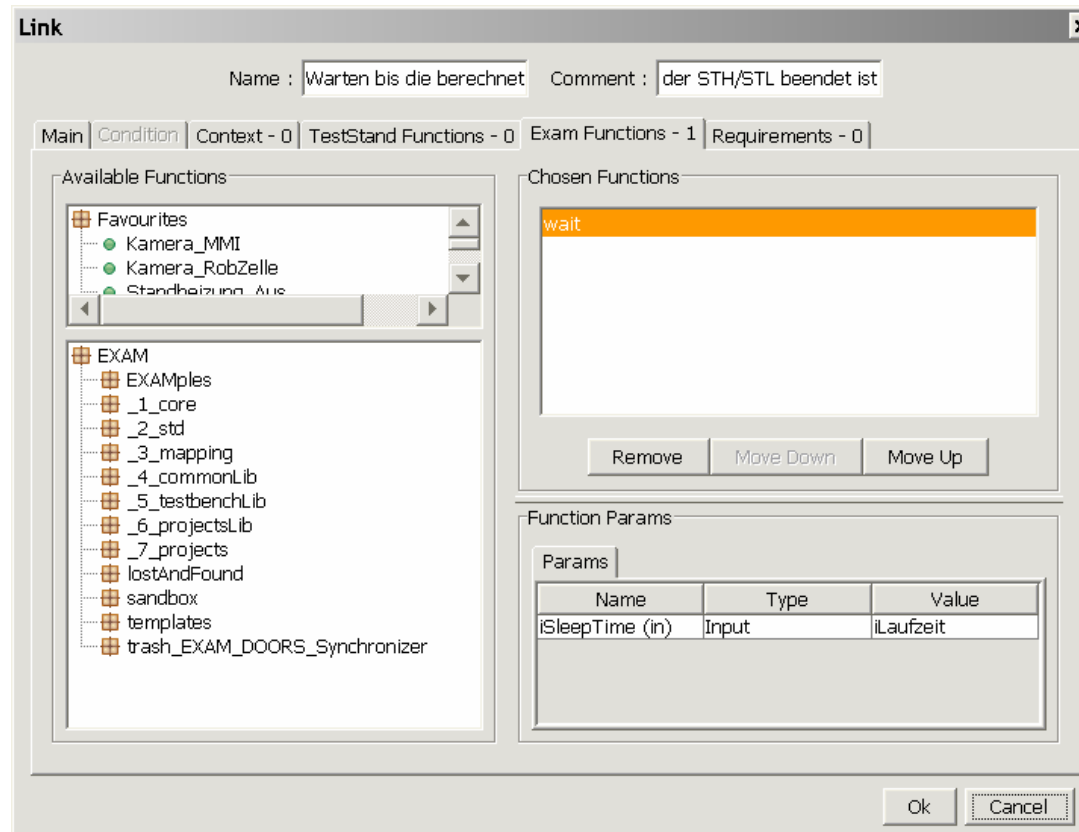 Link
Name : Warten bis die berechnet Comment : der STH/STL beendet ist
Main Condition Context - 0 TestStand Functions - 0 Exam Functions - 1 Requirements - 0
Available Functions
Favourites
Kamera_MMI
Kamera_RobZelle
Standheizung_Aus
EXAM
EXAMples
_1_core
_2_std
_3_mapping
_4_commonLib
_5_testbenchLib
_6_projectsLib
_7_projects
lostAndFound
sandbox
templates
trash_EXAM_DOORS_Synchronizer
Chosen Functions
wait
Remove Move Down Move Up
Function Params
Params
Name Type Value
iSleepTime (in) Input iLaufzeit
Ok Cancel